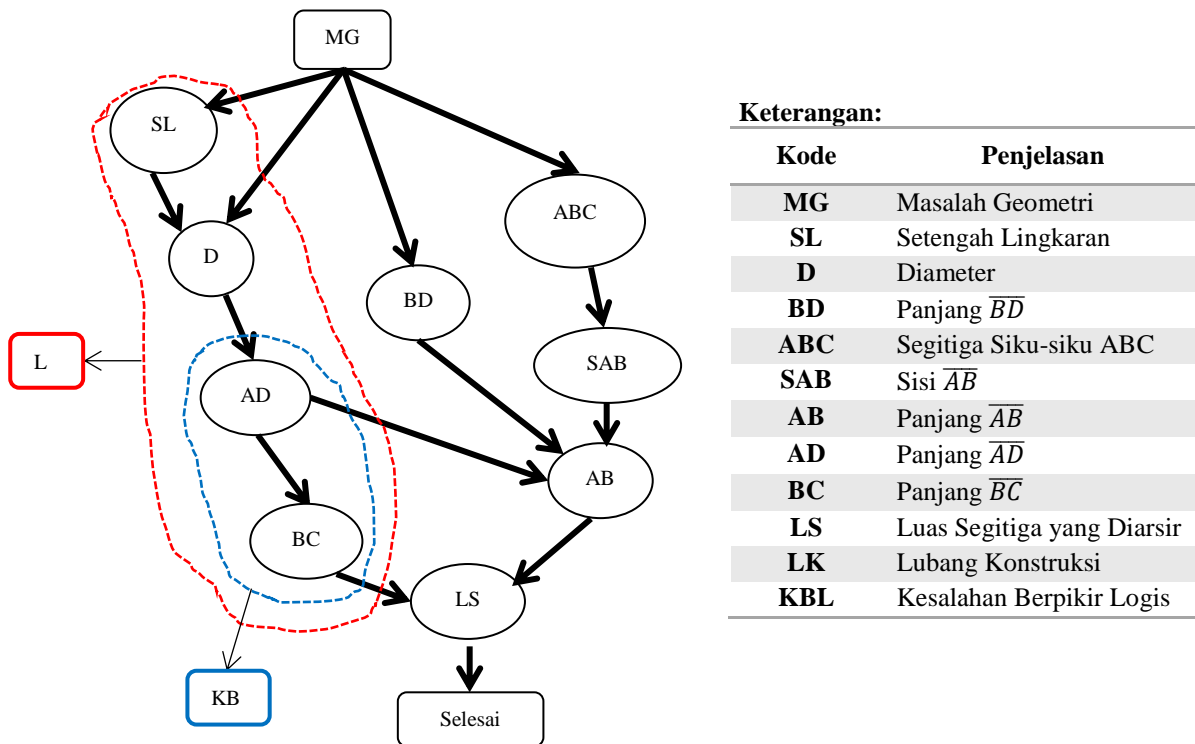 MG
SL
D
ABC
BD
SAB
L
AD
AB
BC
LS
KB
Selesai
Keterangan:
Kode Penjelasan
MG Masalah Geometri
SL Setengah Lingkaran
D Diameter
BD Panjang B̅D̅
ABC Segitiga Siku-siku ABC
SAB Sisi A̅B̅
AB Panjang A̅B̅
AD Panjang A̅D̅
BC Panjang B̅C̅
LS Luas Segitiga yang Diarsir
LK Lubang Konstruksi
KBL Kesalahan Berpikir Logis